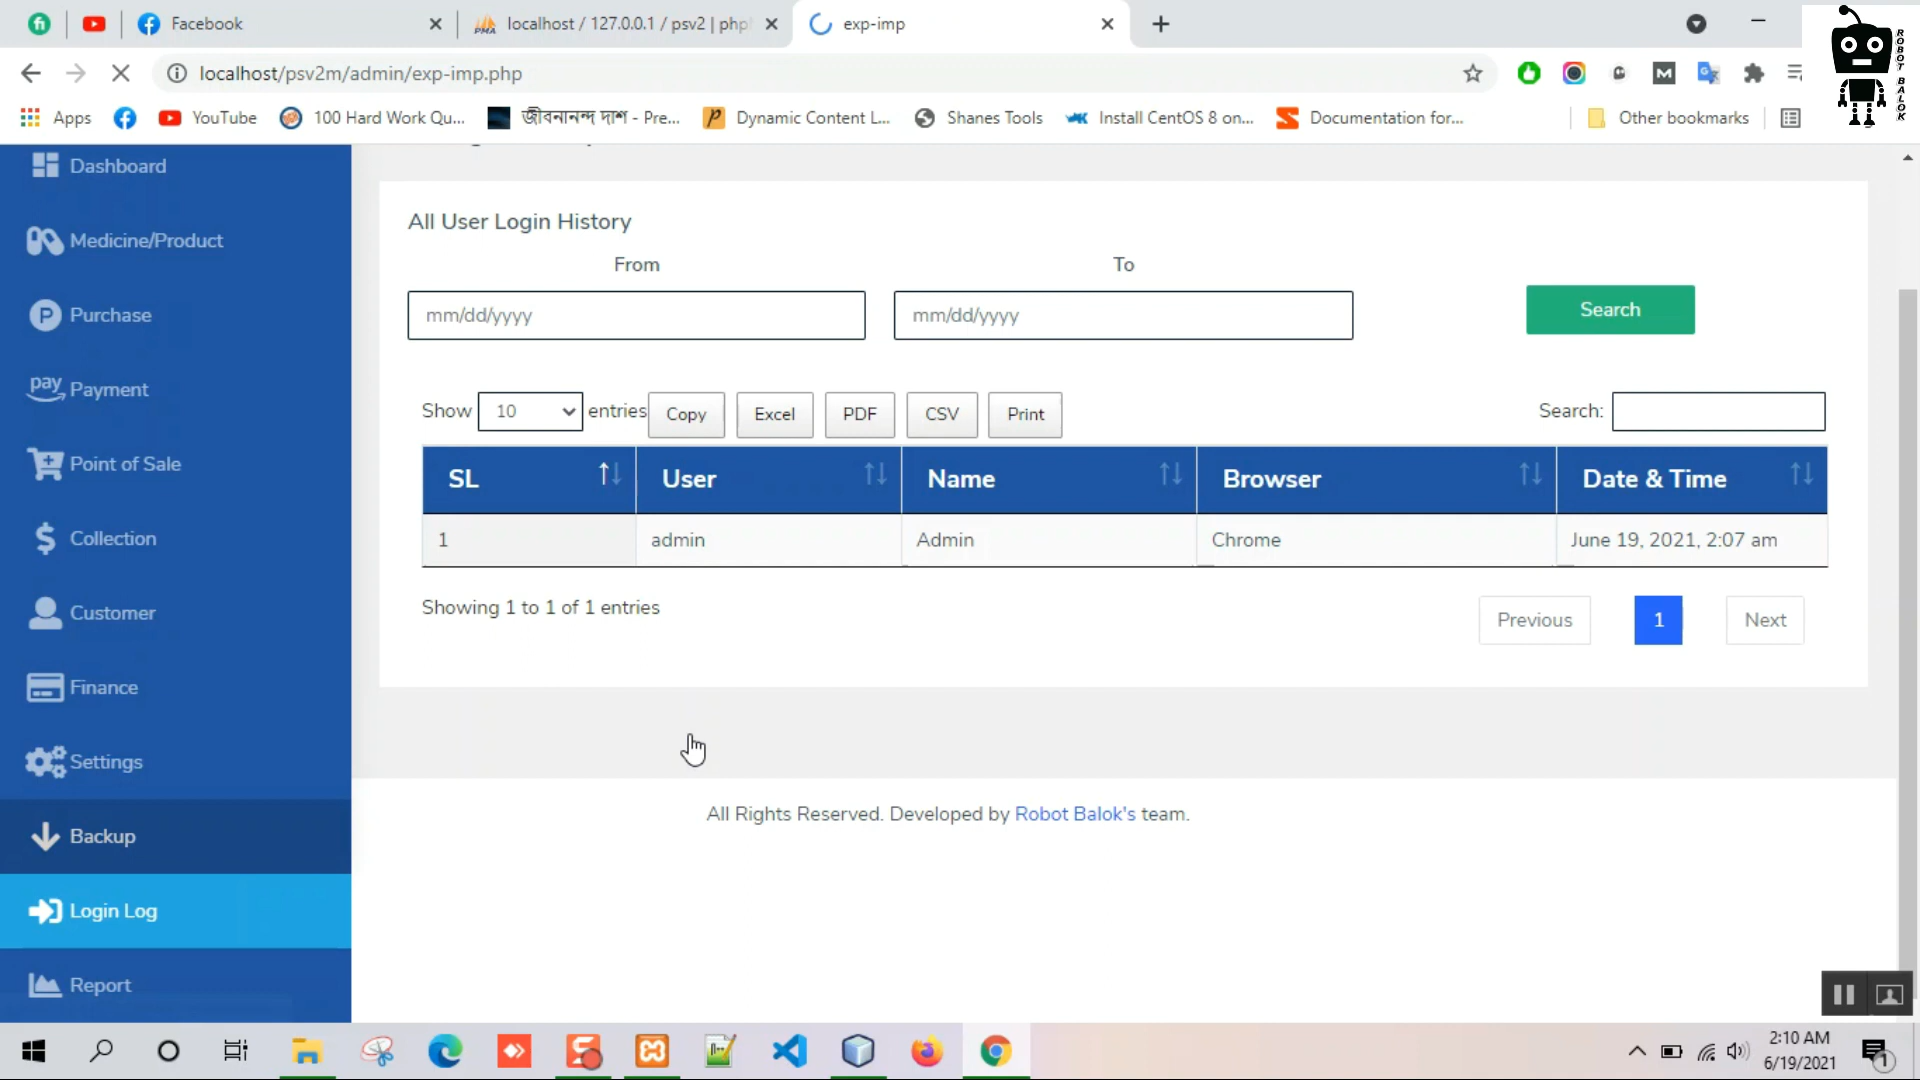 Facebook
localhost / 127.0.0.1 / psv2 | php
exp-imp
localhost/psv2m/admin/exp-imp.php
Apps
YouTube
100 Hard Work Qu...
জীবনানন্দ দাশ - Pre...
Dynamic Content L...
Shanes Tools
Install CentOS 8 on...
Documentation for...
Other bookmarks
ROBOT BALOK
Dashboard
Medicine/Product
Purchase
Payment
Point of Sale
Collection
Customer
Finance
Settings
Backup
Login Log
Report
All User Login History
From To
mm/dd/yyyy mm/dd/yyyy Search
Show 10 entries Copy Excel PDF CSV Print Search:
SL User Name Browser Date & Time
1 admin Admin Chrome June 19, 2021, 2:07 am
Showing 1 to 1 of 1 entries
Previous 1 Next
All Rights Reserved. Developed by Robot Balok's team.
2:10 AM
6/19/2021
1